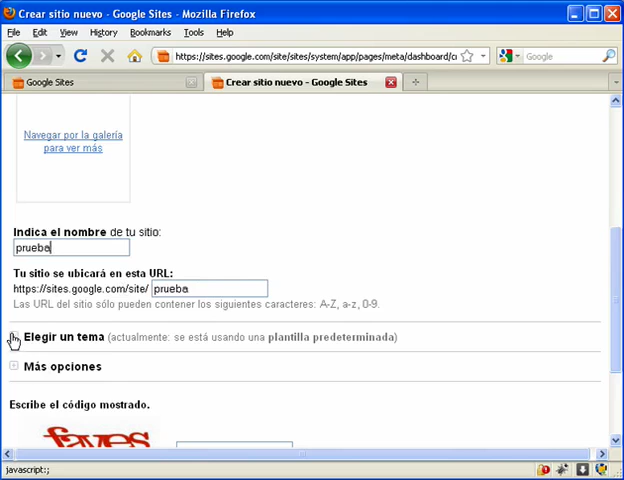 Crear sitio nuevo - Google Sites - Mozilla Firefox
File Edit View History Bookmarks Tools Help
https://sites.google.com/site/sites/system/app/pages/meta/dashboard/cr
Google
Google Sites
Crear sitio nuevo - Google Sites
Navegar por la galería
para ver más
Indica el nombre de tu sitio:
prueba
Tu sitio se ubicará en esta URL:
https://sites.google.com/site/ prueba
Las URL del sitio sólo pueden contener los siguientes caracteres: A-Z, a-z, 0-9.
Elegir un tema (actualmente: se está usando una plantilla predeterminada)
Más opciones
Escribe el código mostrado.
faves
javascript:;